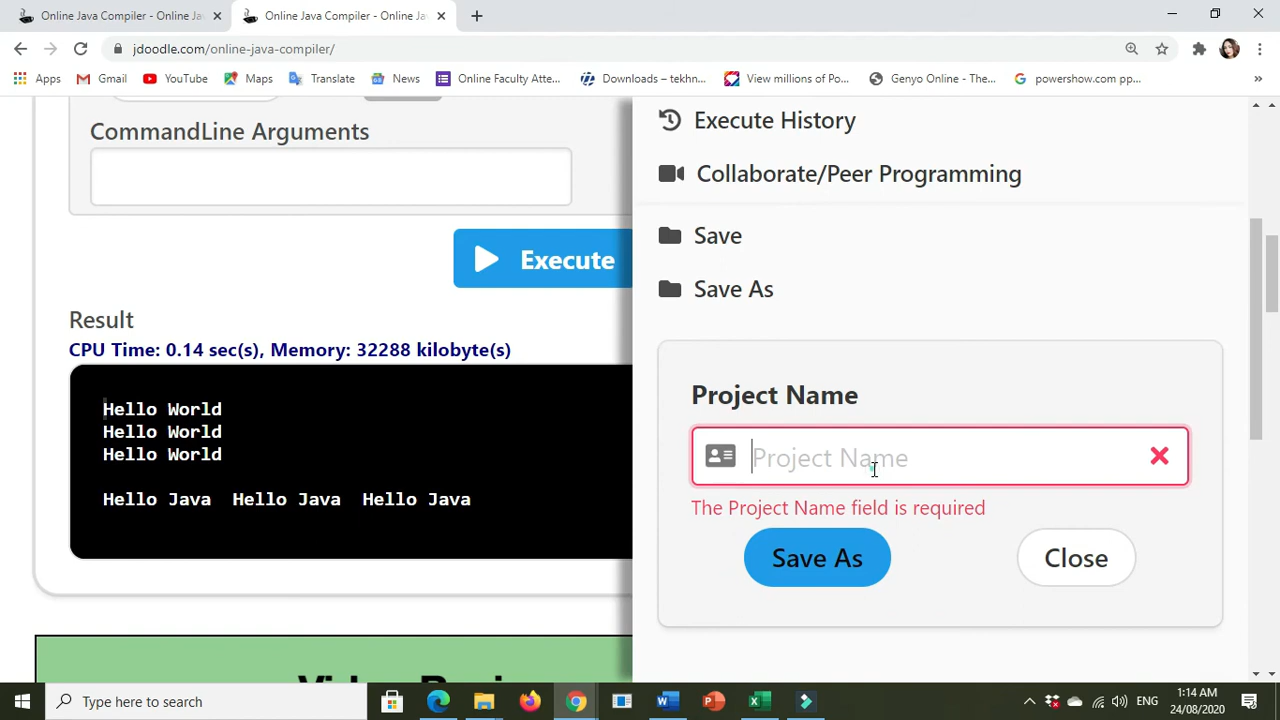 Online Java Compiler - Online Ja
Online Java Compiler - Online Ja
jdoodle.com/online-java-compiler/
Apps
Gmail
YouTube
Maps
Translate
News
Online Faculty Atte...
Downloads – tekhn...
View millions of Po...
Genyo Online - The...
powershow.com pp...
CommandLine Arguments
Execute
Result
CPU Time: 0.14 sec(s), Memory: 32288 kilobyte(s)
Hello World
Hello World
Hello World
Hello Java Hello Java Hello Java
Execute History
Collaborate/Peer Programming
Save
Save As
Project Name
Project Name
The Project Name field is required
Save As
Close
Type here to search
ENG
1:14 AM
24/08/2020